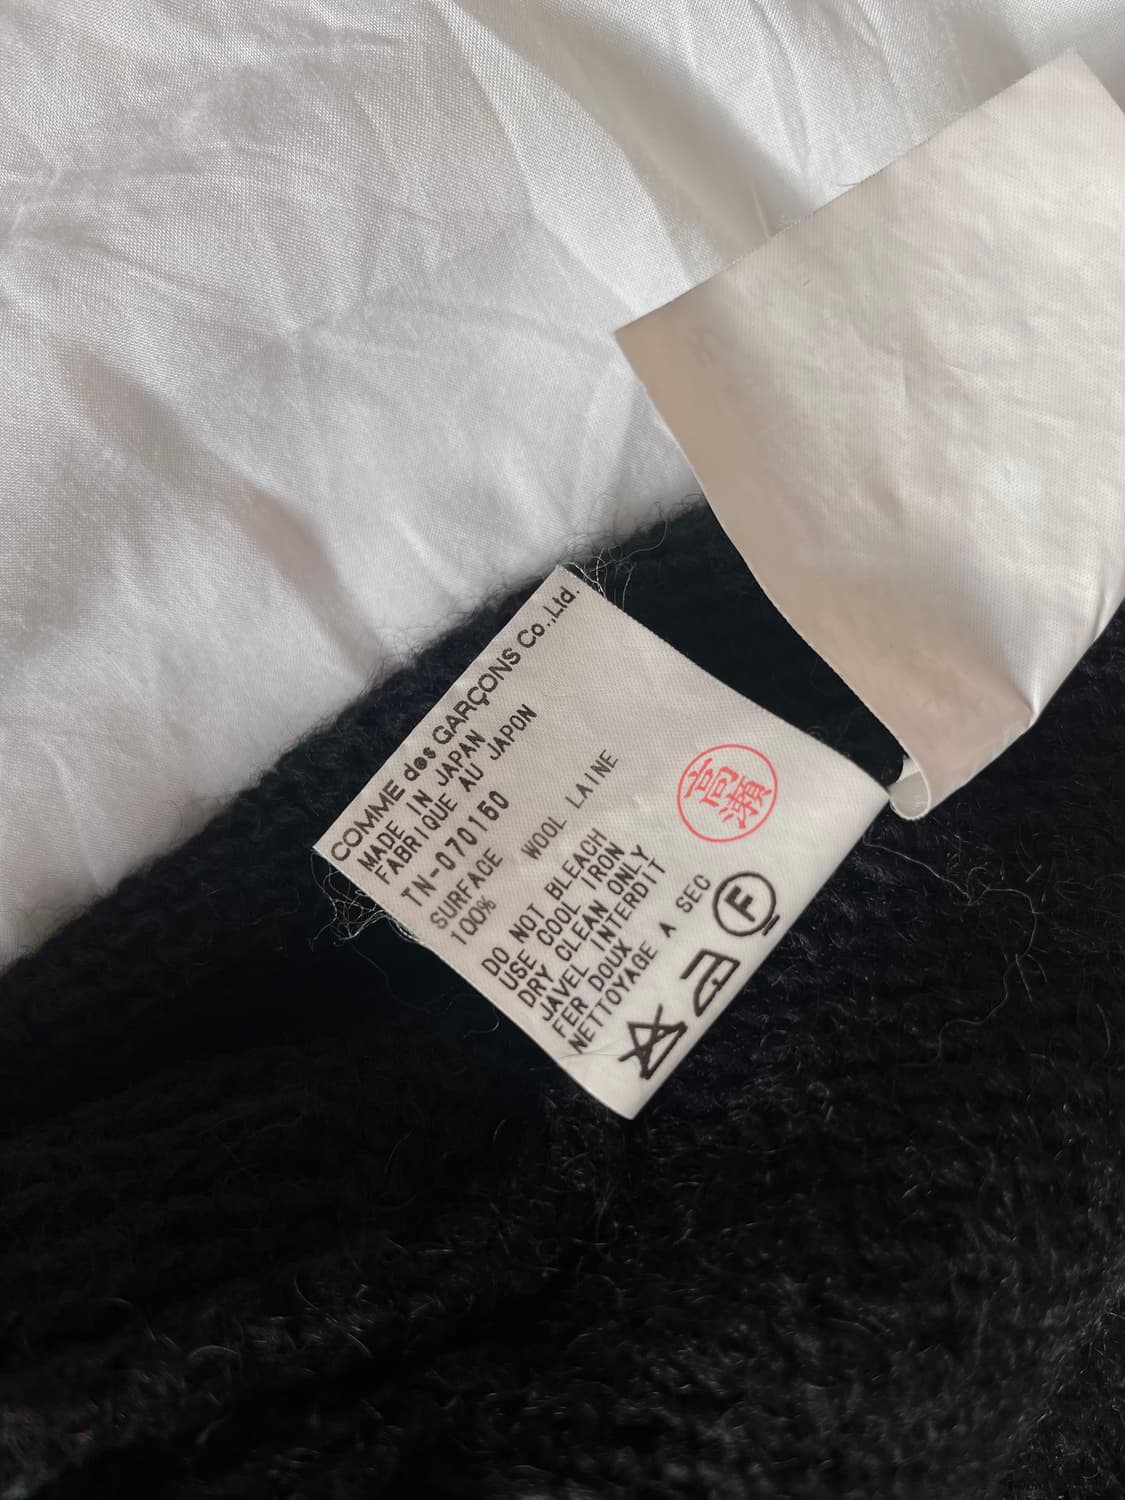 COMME des GARÇONS Co.,Ltd.
MADE IN JAPAN
FABRIQUE AU JAPON
TN-070150
SURFACE
100% WOOL LAINE
高瀬
DO NOT BLEACH
USE COOL IRON
DRY CLEAN ONLY
JAVEL INTERDIT
FER DOUX
NETTOYAGE A SEC
F